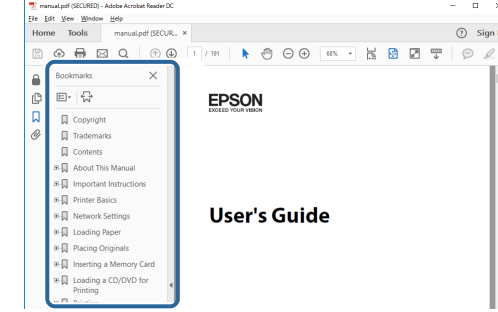 manual.pdf (SECURED) - Adobe Acrobat Reader DC
File Edit View Window Help
Home Tools manual.pdf (SECUR... ×
Sign
1 / 191 68%
Bookmarks
EPSON
EXCEED YOUR VISION
Copyright
Trademarks
Contents
About This Manual
Important Instructions
Printer Basics
User's Guide
Network Settings
Loading Paper
Placing Originals
Inserting a Memory Card
Loading a CD/DVD for
Printing